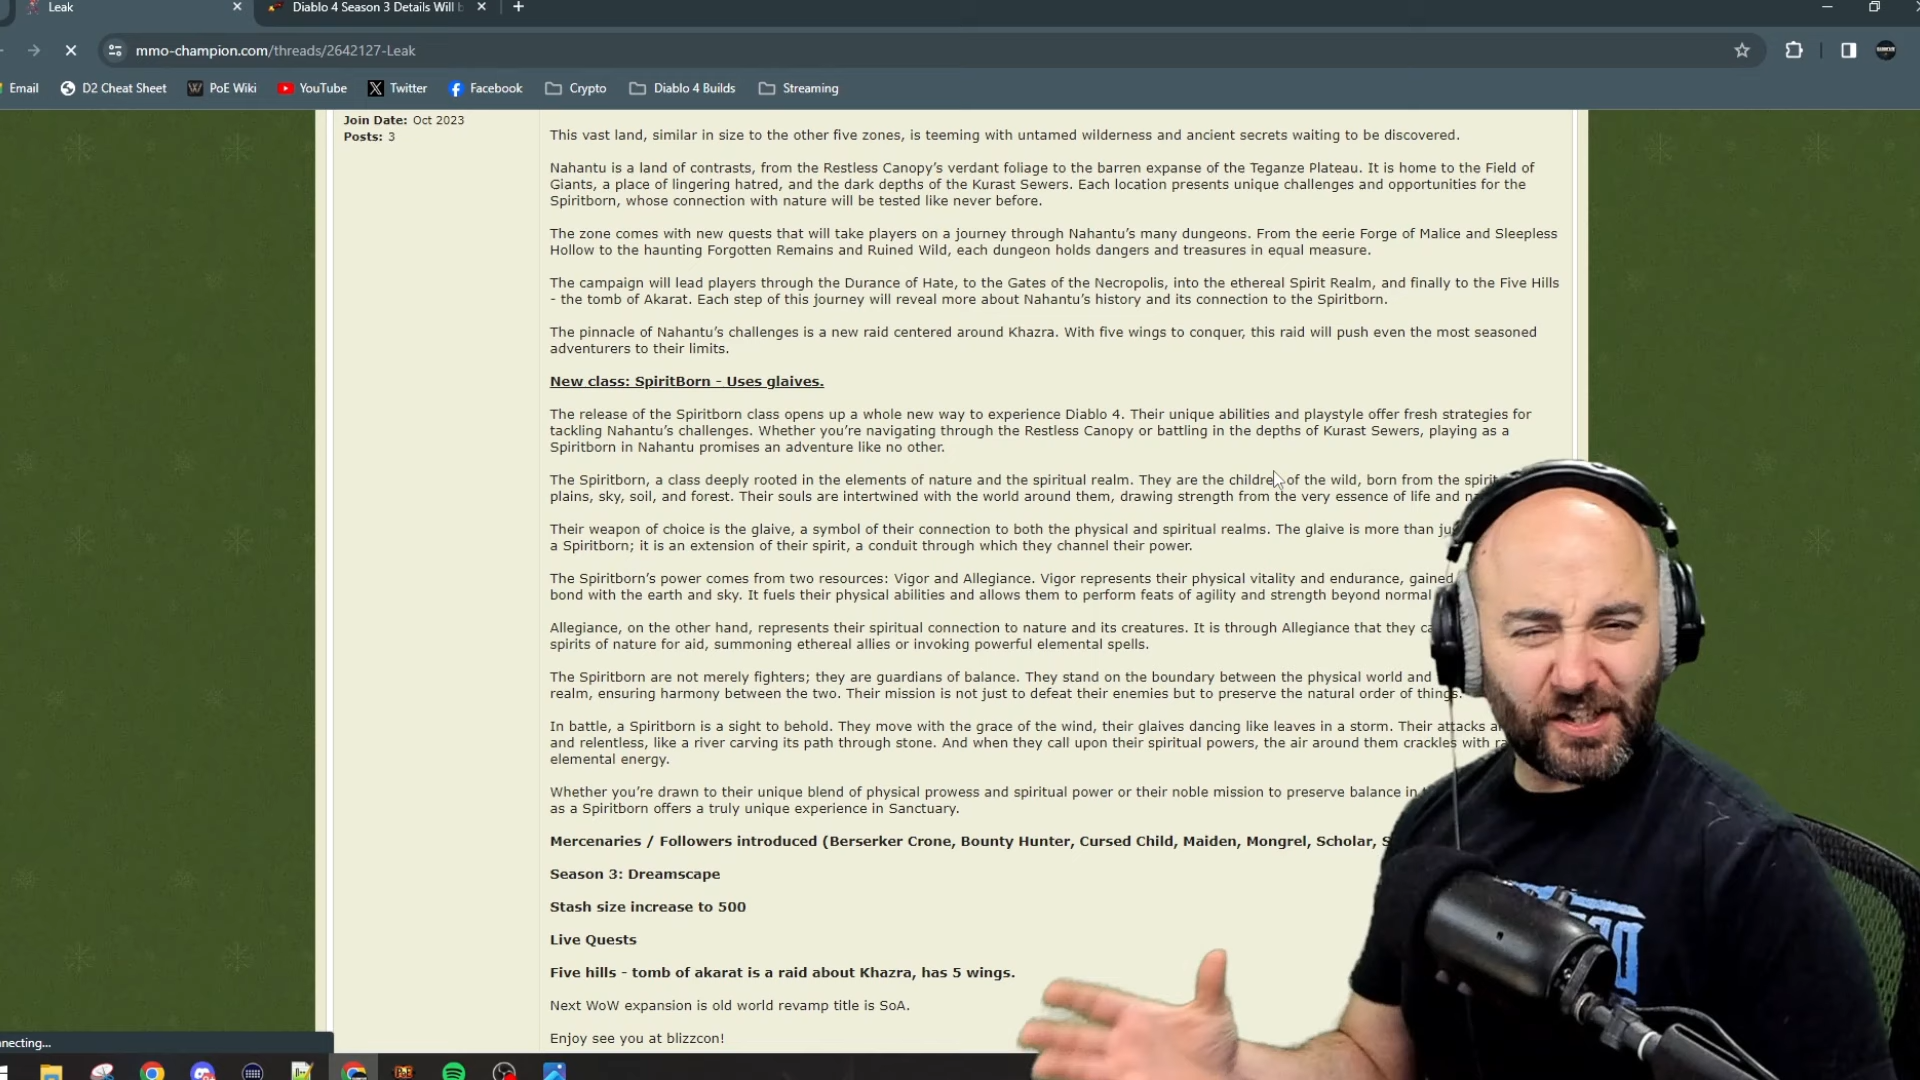 Leak
Diablo 4 Season 3 Details Will
mmo-champion.com/threads/2642127-Leak
Email D2 Cheat Sheet PoE Wiki YouTube Twitter Facebook Crypto Diablo 4 Builds Streaming
Join Date: Oct 2023
Posts: 3
This vast land, similar in size to the other five zones, is teeming with untamed wilderness and ancient secrets waiting to be discovered.
Nahantu is a land of contrasts, from the Restless Canopy's verdant foliage to the barren expanse of the Teganze Plateau. It is home to the Field of
Giants, a place of lingering hatred, and the dark depths of the Kurast Sewers. Each location presents unique challenges and opportunities for the
Spiritborn, whose connection with nature will be tested like never before.
The zone comes with new quests that will take players on a journey through Nahantu's many dungeons. From the eerie Forge of Malice and Sleepless
Hollow to the haunting Forgotten Remains and Ruined Wild, each dungeon holds dangers and treasures in equal measure.
The campaign will lead players through the Durance of Hate, to the Gates of the Necropolis, into the ethereal Spirit Realm, and finally to the Five Hills
- the tomb of Akarat. Each step of this journey will reveal more about Nahantu's history and its connection to the Spiritborn.
The pinnacle of Nahantu's challenges is a new raid centered around Khazra. With five wings to conquer, this raid will push even the most seasoned
adventurers to their limits.
New class: SpiritBorn - Uses glaives.
The release of the Spiritborn class opens up a whole new way to experience Diablo 4. Their unique abilities and playstyle offer fresh strategies for
tackling Nahantu's challenges. Whether you're navigating through the Restless Canopy or battling in the depths of Kurast Sewers, playing as a
Spiritborn in Nahantu promises an adventure like no other.
The Spiritborn, a class deeply rooted in the elements of nature and the spiritual realm. They are the children of the wild, born from the
plains, sky, soil, and forest. Their souls are intertwined with the world around them, drawing strength from the very essence of life and
Their weapon of choice is the glaive, a symbol of their connection to both the physical and spiritual realms. The glaive is more than
a Spiritborn; it is an extension of their spirit, a conduit through which they channel their power.
The Spiritborn's power comes from two resources: Vigor and Allegiance. Vigor represents their physical vitality and endurance, gained
bond with the earth and sky. It fuels their physical abilities and allows them to perform feats of agility and strength beyond normal
Allegiance, on the other hand, represents their spiritual connection to nature and its creatures. It is through Allegiance that they
spirits of nature for aid, summoning ethereal allies or invoking powerful elemental spells.
The Spiritborn are not merely fighters; they are guardians of balance. They stand on the boundary between the physical world and
realm, ensuring harmony between the two. Their mission is not just to defeat their enemies but to preserve the natural order of things.
In battle, a Spiritborn is a sight to behold. They move with the grace of the wind, their glaives dancing like leaves in a storm. Their attacks
and relentless, like a river carving its path through stone. And when they call upon their spiritual powers, the air around them crackles with
elemental energy.
Whether you're drawn to their unique blend of physical prowess and spiritual power or their noble mission to preserve balance in
as a Spiritborn offers a truly unique experience in Sanctuary.
Mercenaries / Followers introduced (Berserker Crone, Bounty Hunter, Cursed Child, Maiden, Mongrel, Scholar,
Season 3: Dreamscape
Stash size increase to 500
Live Quests
Five hills - tomb of akarat is a raid about Khazra, has 5 wings.
Next WoW expansion is old world revamp title is SoA.
Enjoy see you at blizzcon!